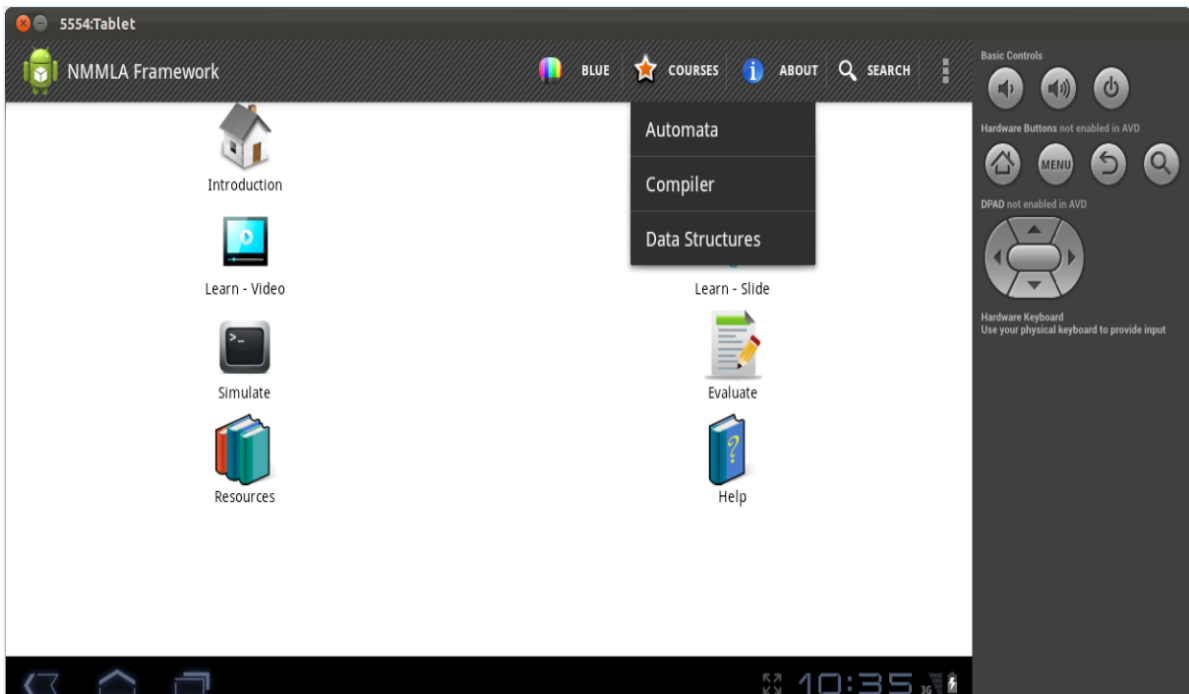 5554:Tablet
NMMLA Framework
BLUE
COURSES
ABOUT
SEARCH
Automata
Compiler
Data Structures
Introduction
Learn - Video
Learn - Slide
>_
Simulate
Evaluate
Resources
?
Help
10:35
3G
Basic Controls
Hardware Buttons not enabled in AVD
MENU
DPAD not enabled in AVD
Hardware Keyboard
Use your physical keyboard to provide input